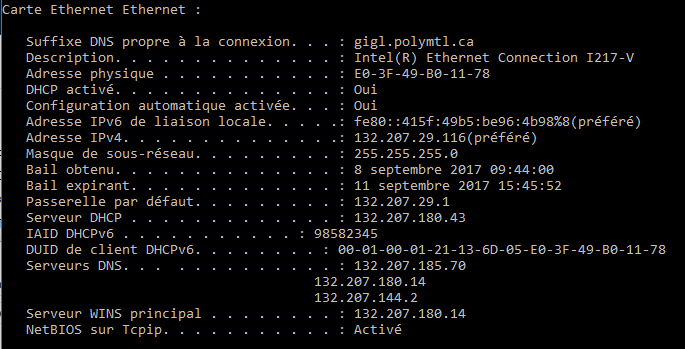 Carte Ethernet Ethernet :
Suffixe DNS propre à la connexion. . . : gigl.polymtl.ca
Description. . . . . . . . . . . . . . : Intel(R) Ethernet Connection I217-V
Adresse physique . . . . . . . . . . . : E0-3F-49-B0-11-78
DHCP activé. . . . . . . . . . . . . . : Oui
Configuration automatique activée. . . : Oui
Adresse IPv6 de liaison locale. . . . .: fe80::415f:49b5:be96:4b98%8(préféré)
Adresse IPv4. . . . . . . . . . . . . .: 132.207.29.116(préféré)
Masque de sous-réseau. . . . . . . . . : 255.255.255.0
Bail obtenu. . . . . . . . . . . . . . : 8 septembre 2017 09:44:00
Bail expirant. . . . . . . . . . . . . : 11 septembre 2017 15:45:52
Passerelle par défaut. . . . . . . . . : 132.207.29.1
Serveur DHCP . . . . . . . . . . . . . : 132.207.180.43
IAID DHCPv6 . . . . . . . . . . . : 98582345
DUID de client DHCPv6. . . . . . . . : 00-01-00-01-21-13-6D-05-E0-3F-49-B0-11-78
Serveurs DNS. . . . . . . . . . . . . : 132.207.185.70
132.207.180.14
132.207.144.2
Serveur WINS principal . . . . . . . . : 132.207.180.14
NetBIOS sur Tcpip. . . . . . . . . . . : Activé